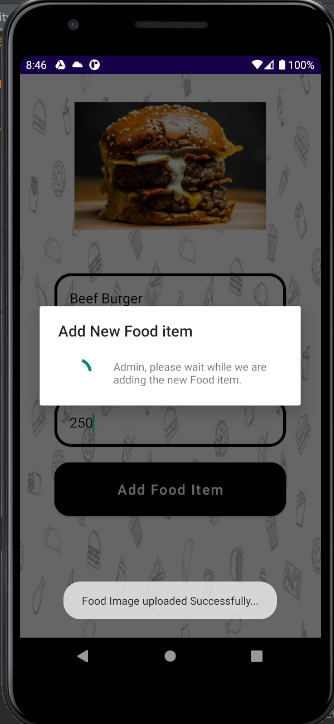 8:46
100%
Beef Burger
Add New Food item
Admin, please wait while we are
adding the new Food item.
250
Add Food Item
Food Image uploaded Successfully...